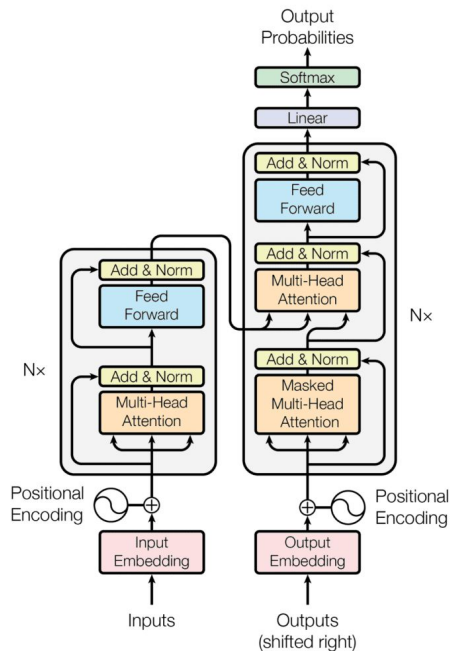 Output
Probabilities
Softmax
Linear
Add & Norm
Feed
Forward
Add & Norm
Multi-Head
Attention
Add & Norm
Masked
Multi-Head
Attention
N×
Add & Norm
Feed
Forward
Add & Norm
Multi-Head
Attention
N×
Positional
Encoding
Positional
Encoding
Input
Embedding
Output
Embedding
Inputs
Outputs
(shifted right)